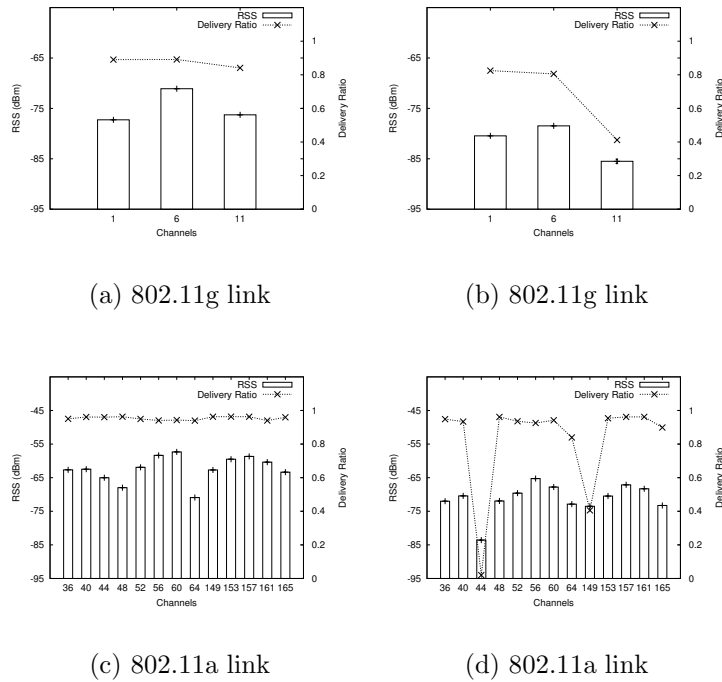 RSS
Delivery Ratio
-65
-75
-85
-95
1
0.8
0.6
0.4
0.2
0
RSS (dBm)
Delivery Ratio
1 6 11
Channels
(a) 802.11g link
RSS
Delivery Ratio
-65
-75
-85
-95
1
0.8
0.6
0.4
0.2
0
RSS (dBm)
Delivery Ratio
1 6 11
Channels
(b) 802.11g link
RSS
Delivery Ratio
-45
-55
-65
-75
-85
-95
1
0.8
0.6
0.4
0.2
0
RSS (dBm)
Delivery Ratio
36 40 44 48 52 56 60 64 149 153 157 161 165
Channels
(c) 802.11a link
RSS
Delivery Ratio
-45
-55
-65
-75
-85
-95
1
0.8
0.6
0.4
0.2
0
RSS (dBm)
Delivery Ratio
36 40 44 48 52 56 60 64 149 153 157 161 165
Channels
(d) 802.11a link